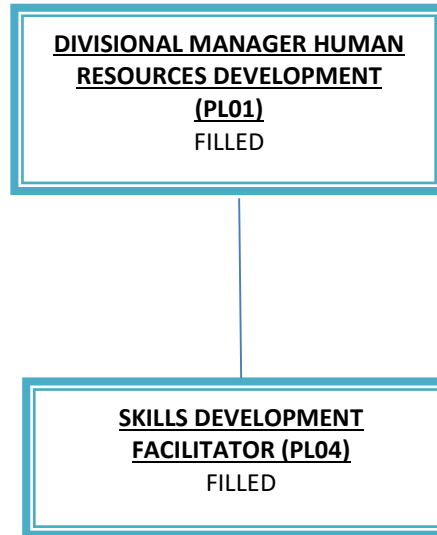 DIVISIONAL MANAGER HUMAN
RESOURCES DEVELOPMENT
(PL01)
FILLED
SKILLS DEVELOPMENT
FACILITATOR (PL04)
FILLED